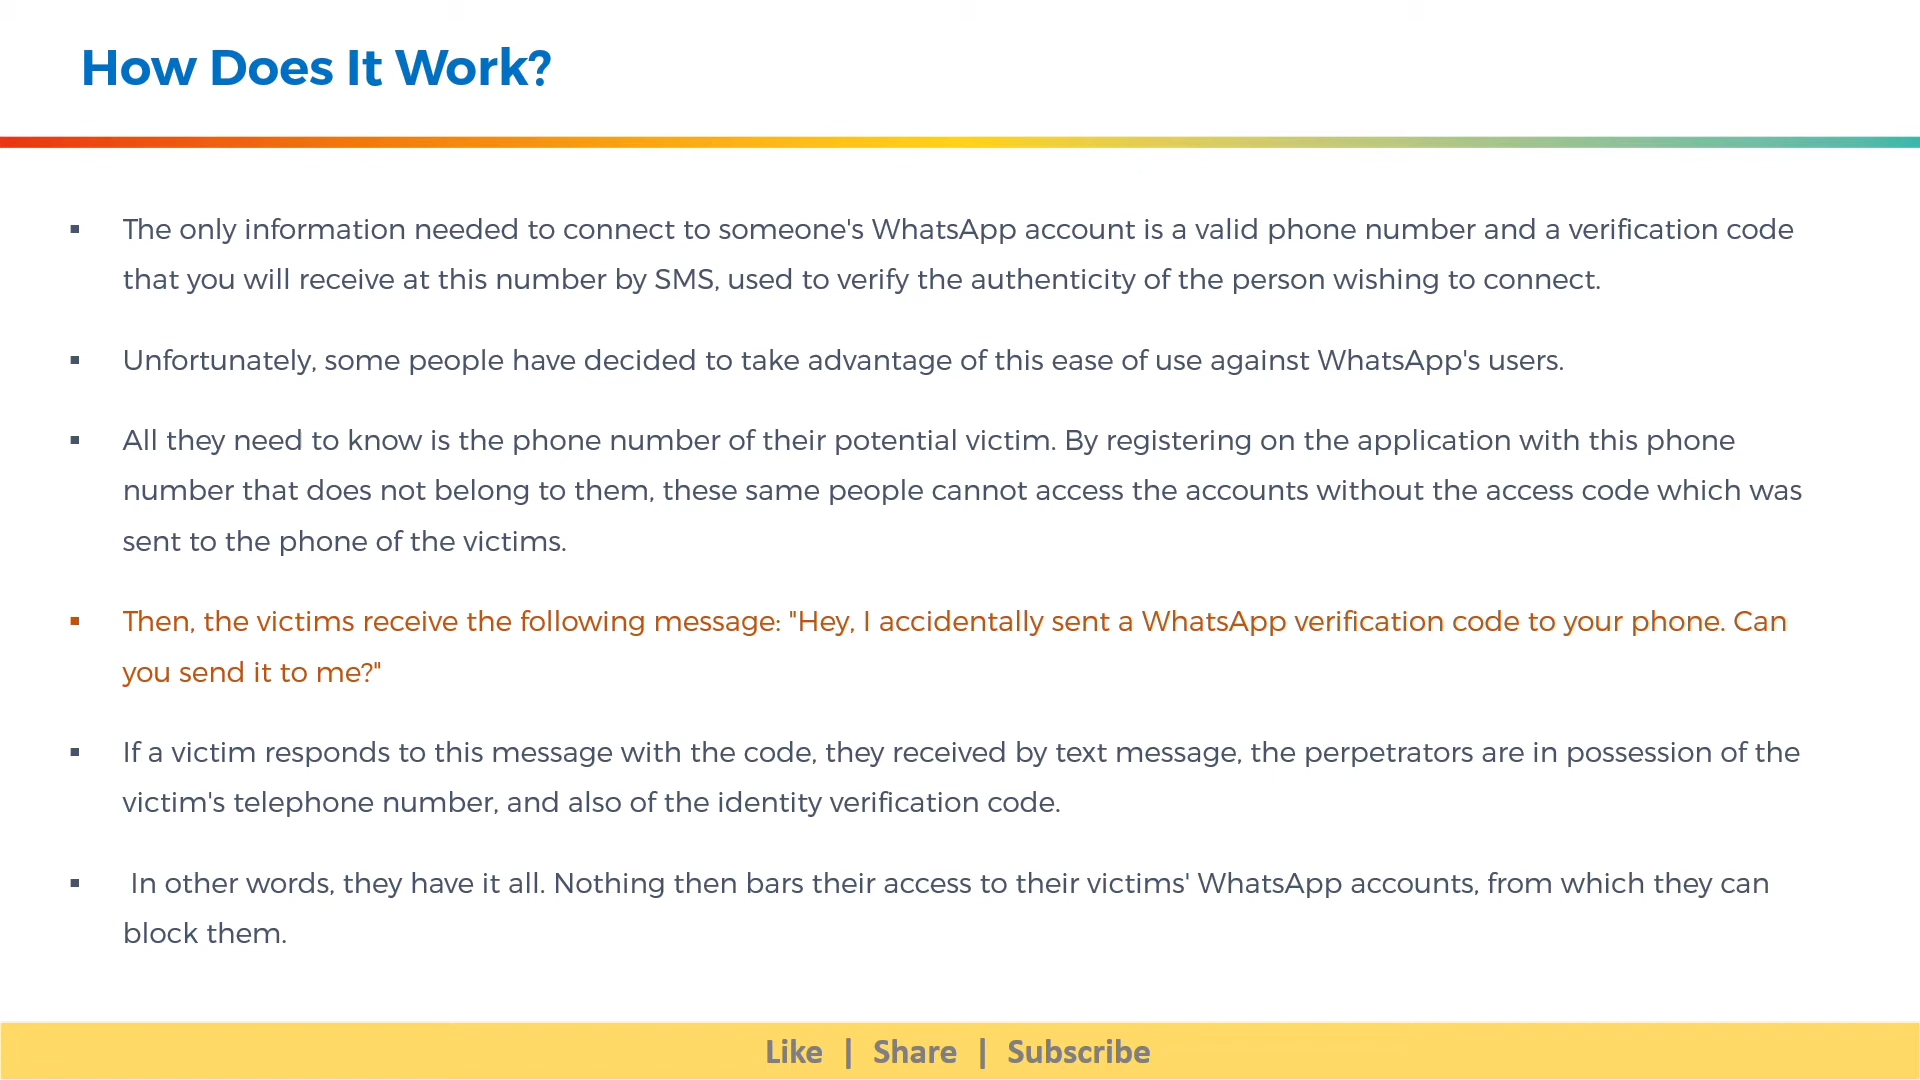 How Does It Work?
▪ The only information needed to connect to someone's WhatsApp account is a valid phone number and a verification code
that you will receive at this number by SMS, used to verify the authenticity of the person wishing to connect.
▪ Unfortunately, some people have decided to take advantage of this ease of use against WhatsApp's users.
▪ All they need to know is the phone number of their potential victim. By registering on the application with this phone
number that does not belong to them, these same people cannot access the accounts without the access code which was
sent to the phone of the victims.
▪ Then, the victims receive the following message: "Hey, I accidentally sent a WhatsApp verification code to your phone. Can
you send it to me?"
▪ If a victim responds to this message with the code, they received by text message, the perpetrators are in possession of the
victim's telephone number, and also of the identity verification code.
▪ In other words, they have it all. Nothing then bars their access to their victims' WhatsApp accounts, from which they can
block them.
Like | Share | Subscribe